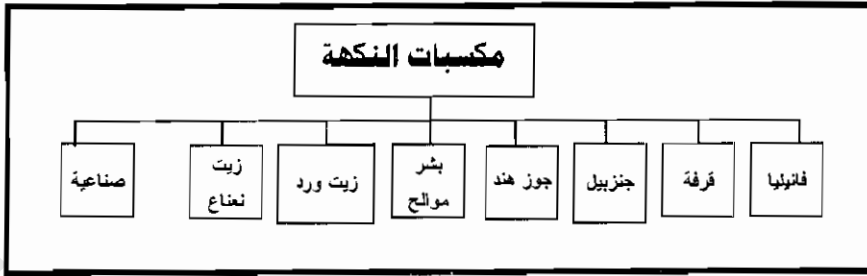 مكسبات النكهة
فانيليا
قرفة
جنزبيل
جوز هند
بشر
موالح
زيت ورد
زيت
نعناع
صناعية